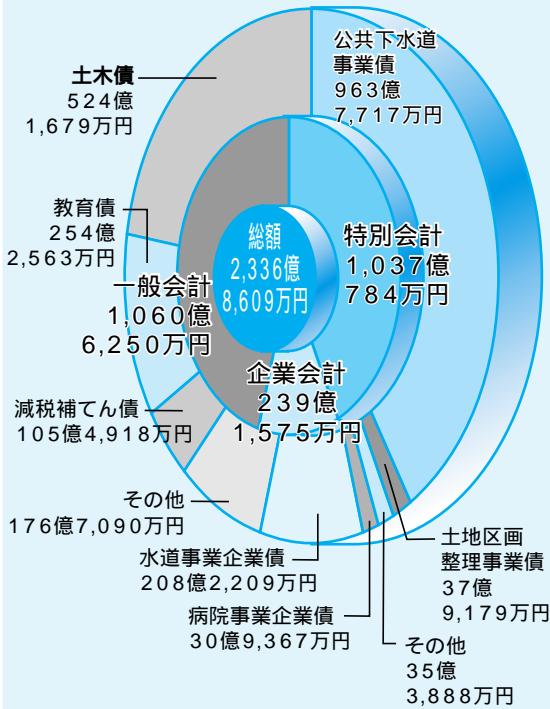 公共下水道
事業債
963億
7,717万円
土木債
524億
1,679万円
教育債
254億
2,563万円
総額
2,336億
8,609万円
特別会計
1,037億
784万円
一般会計
1,060億
6,250万円
企業会計
239億
1,575万円
減税補てん債
105億4,918万円
その他
176億7,090万円
水道事業企業債
208億2,209万円
病院事業企業債
30億9,367万円
土地区画
整理事業債
37億
9,179万円
その他
35億
3,888万円